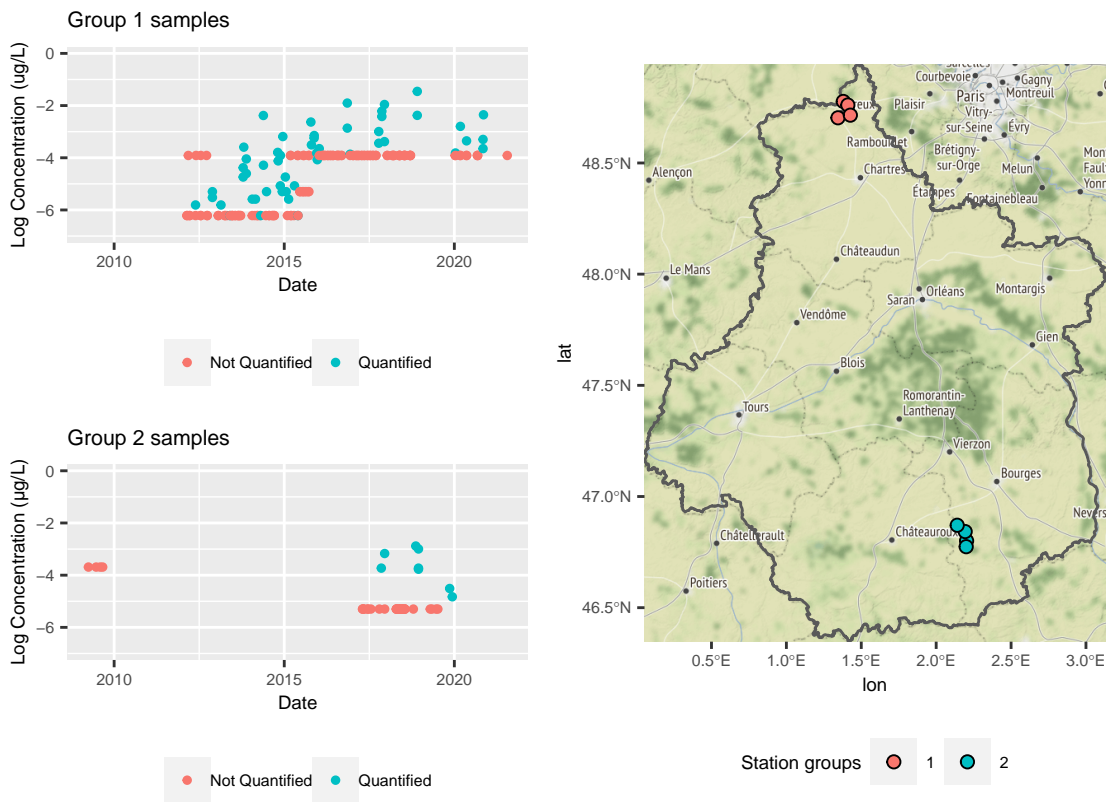 Group 1 samples
0
−2
−4
−6
Log Concentration (ug/L)
2010
2015
2020
Date
Not Quantified
Quantified
Group 2 samples
0
−2
−4
−6
Log Concentration (µg/L)
2010
2015
2020
Date
Not Quantified
Quantified
48.5°N
48.0°N
47.5°N
47.0°N
46.5°N
lat
Courbevoie
Gagny
Paris
Montreuil
Plaisir
Vitry-
sur-Seine
Évry
Rambouillet
Brétigny-
sur-Orge
Melun
Alençon
Chartres
Étampes
Fontainebleau
Châteaudun
Le Mans
Orléans
Saran
Montargis
Vendôme
Gien
Blois
Romorantin-
Lanthenay
Tours
Vierzon
Bourges
Nevers
Châtellerault
Poitiers
0.5°E
1.0°E
1.5°E
2.0°E
2.5°E
3.0°E
lon
Station groups
1
2